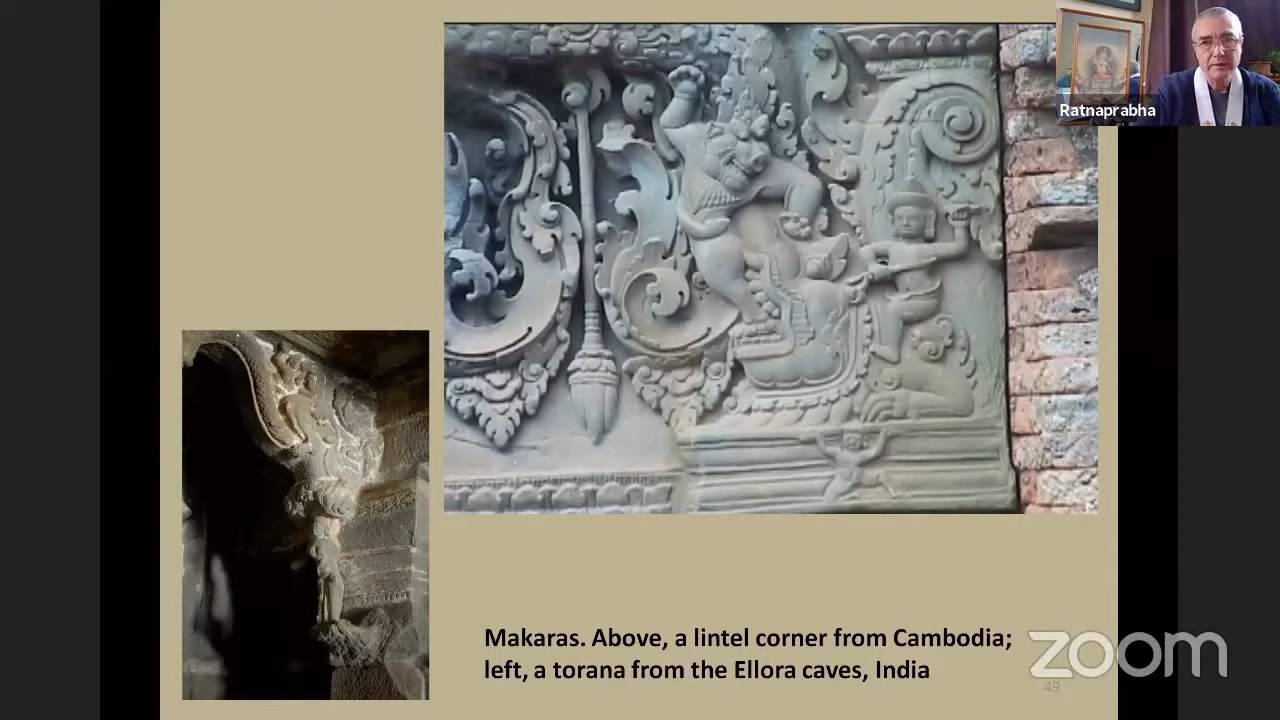 Ratnaprabha
Makaras. Above, a lintel corner from Cambodia;
left, a torana from the Ellora caves, India
zoom
49